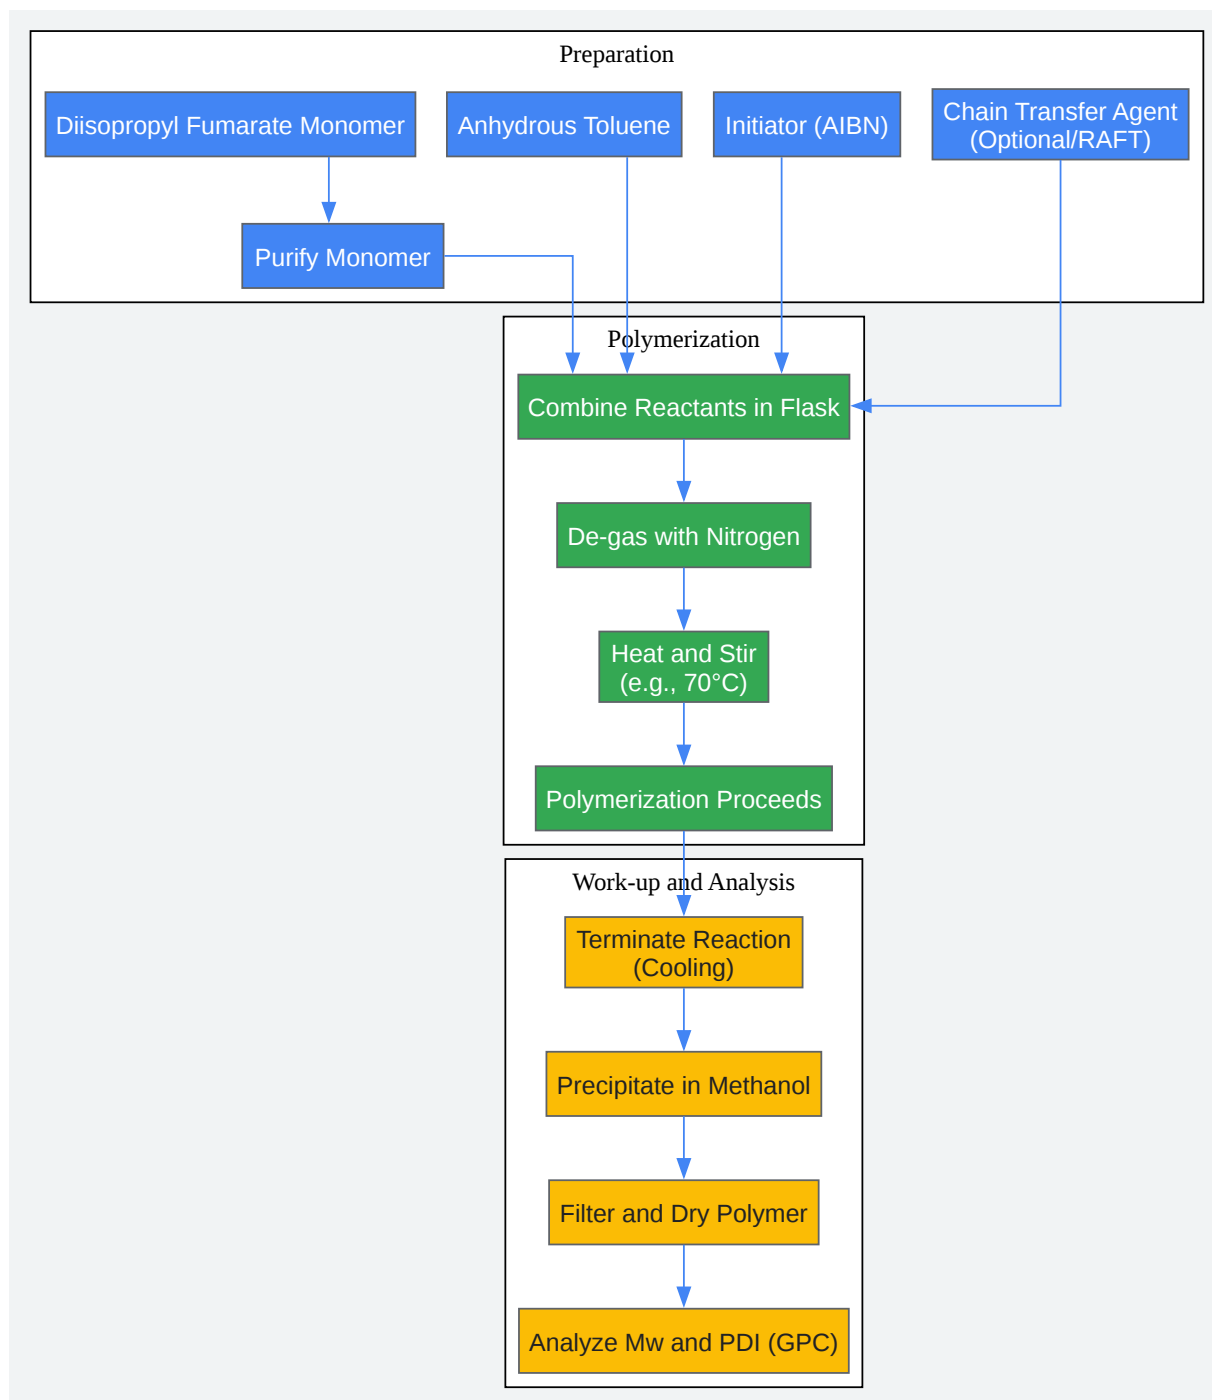 Preparation
Diisopropyl Fumarate Monomer
Anhydrous Toluene
Initiator (AIBN)
Chain Transfer Agent
(Optional/RAFT)
Purify Monomer
Polymerization
Combine Reactants in Flask
De-gas with Nitrogen
Heat and Stir
(e.g., 70°C)
Polymerization Proceeds
Work-up and Analysis
Terminate Reaction
(Cooling)
Precipitate in Methanol
Filter and Dry Polymer
Analyze Mw and PDI (GPC)